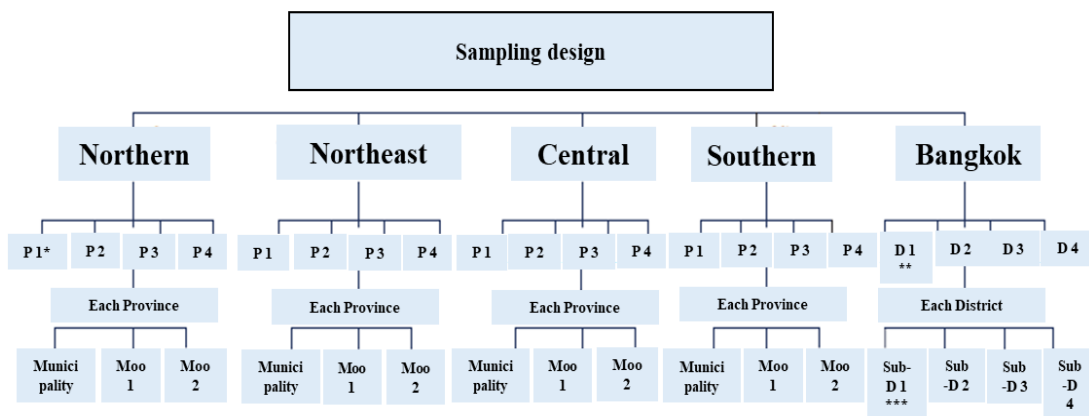 Sampling design
Northern Northeast Central Southern Bangkok
P 1* P 2 P 3 P 4 P 1 P 2 P 3 P 4 P 1 P 2 P 3 P 4 P 1 P 2 P 3 P 4 D 1 D 2 D 3 D 4
**
Each Province Each Province Each Province Each Province Each District
Munici Moo Moo Munici Moo Moo Munici Moo Moo Munici Moo Moo Sub- Sub Sub Sub
pality 1 2 pality 1 2 pality 1 2 pality 1 2 D 1 -D 2 -D 3 -D
*** 4